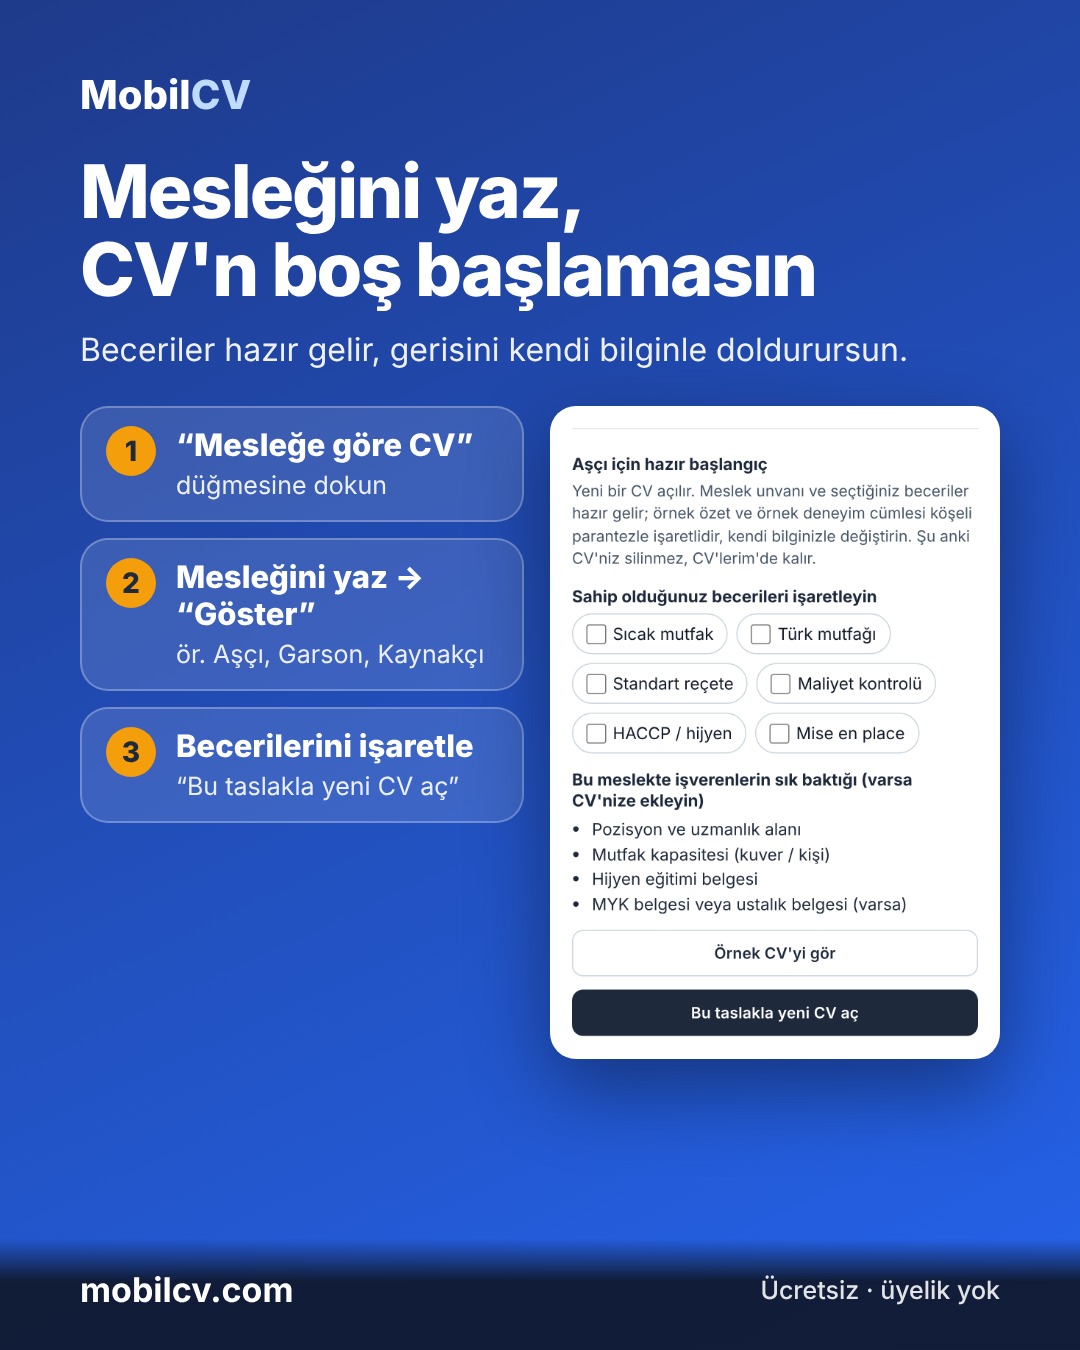 MobilCV
Mesleğini yaz,
CV'n boş başlamasın
Beceriler hazır gelir, gerisini kendi bilginle doldurursun.
1
“Mesleğe göre CV”
düğmesine dokun
2
Mesleğini yaz →
“Göster”
ör. Aşçı, Garson, Kaynakçı
3
Becerilerini işaretle
“Bu taslakla yeni CV aç”
Aşçı için hazır başlangıç
Yeni bir CV açılır. Meslek unvanı ve seçtiğiniz beceriler
hazır gelir; örnek özet ve örnek deneyim cümlesi köşeli
parantezle işaretlidir, kendi bilginizle değiştirin. Şu anki
CV'niz silinmez, CV'lerim'de kalır.
Sahip olduğunuz becerileri işaretleyin
Sıcak mutfak
Türk mutfağı
Standart reçete
Maliyet kontrolü
HACCP / hijyen
Mise en place
Bu meslekte işverenlerin sık baktığı (varsa
CV'nize ekleyin)
• Pozisyon ve uzmanlık alanı
• Mutfak kapasitesi (kuver / kişi)
• Hijyen eğitimi belgesi
• MYK belgesi veya ustalık belgesi (varsa)
Örnek CV'yi gör
Bu taslakla yeni CV aç
mobilcv.com
Ücretsiz · üyelik yok